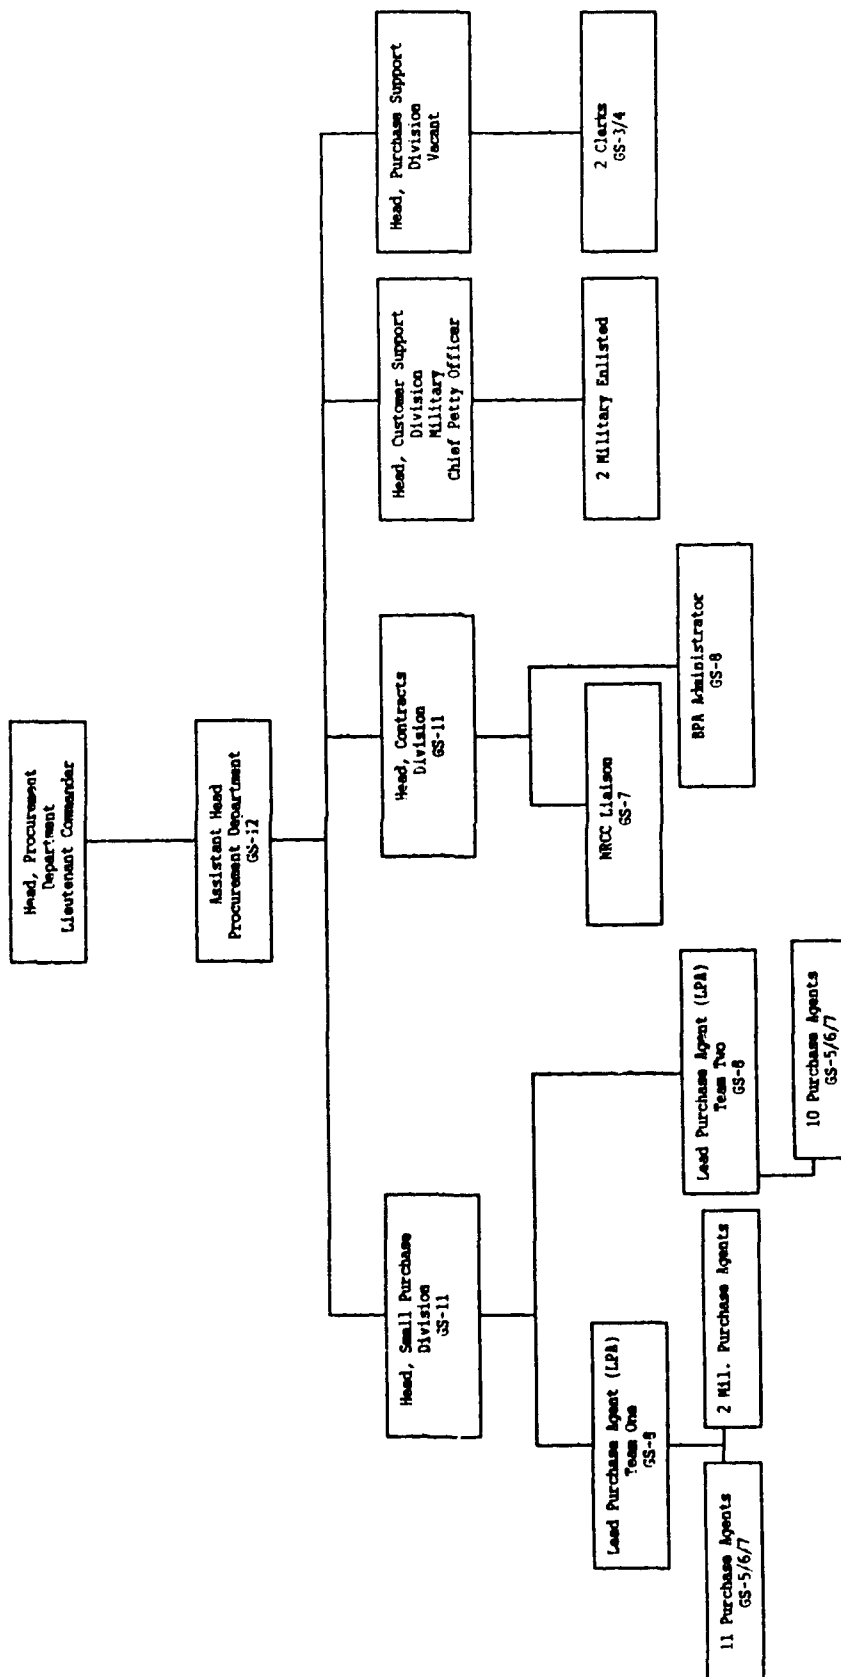 Head, Procurement
Department
Lieutenant Commander
Assistant Head
Procurement Department
GS-12
Head, Small Purchase
Division
GS-11
Head, Contracts
Division
GS-11
Head, Customer Support
Division
Military
Chief Petty Officer
Head, Purchase Support
Division
Vacant
Lead Purchase Agent (LPA)
Team One
GS-8
Lead Purchase Agent (LPA)
Team Two
GS-8
NRCC Liaison
GS-7
BPA Administrator
GS-8
2 Military Enlisted
2 Clerks
GS-3/4
11 Purchase Agents
GS-5/6/7
2 Mil. Purchase Agents
10 Purchase Agents
GS-5/6/7